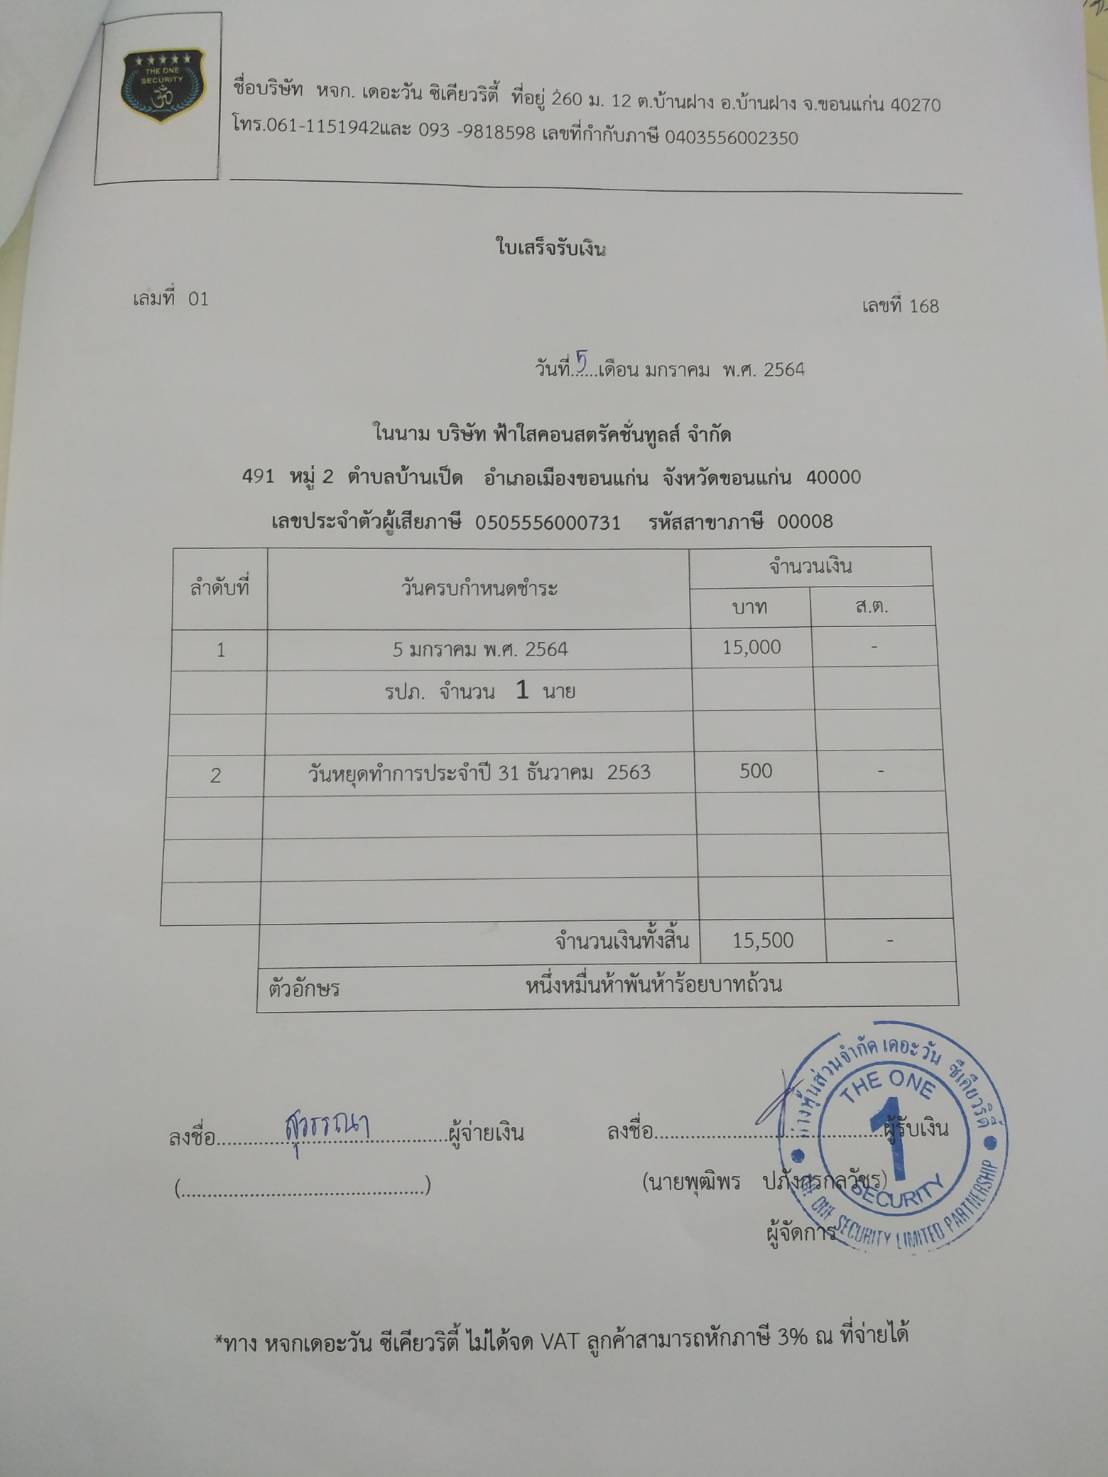 THE ONE
SECURITY
ชื่อบริษัท หจก. เดอะวัน ซิเคียวริตี้ ที่อยู่ 260 ม. 12 ต.บ้านฝาง อ.บ้านฝาง จ.ขอนแก่น 40270
โทร.061-1151942และ 093 -9818598 เลขที่กำกับภาษี 0403556002350
ใบเสร็จรับเงิน
เล่มที่ 01
เลขที่ 168
วันที่..5....เดือน มกราคม พ.ศ. 2564
ในนาม บริษัท ฟ้าใสคอนสตรัคชั่นทูลส์ จำกัด
491 หมู่ 2 ตำบลบ้านเป็ด อำเภอเมืองขอนแก่น จังหวัดขอนแก่น 40000
เลขประจำตัวผู้เสียภาษี 0505556000731 รหัสสาขาภาษี 00008
ลำดับที่ วันครบกำหนดชำระ จำนวนเงิน
บาท ส.ต.
1 5 มกราคม พ.ศ. 2564 15,000 -
รปภ. จำนวน 1 นาย
2 วันหยุดทำการประจำปี 31 ธันวาคม 2563 500 -
จำนวนเงินทั้งสิ้น 15,500 -
ตัวอักษร หนึ่งหมื่นห้าพันห้าร้อยบาทถ้วน
ห้างหุ้นส่วนจำกัด เดอะวัน ซีเคียวริตี้
THE ONE
1
SECURITY
THE ONE SECURITY LIMITED PARTNERSHIP
ลงชื่อ.......สุวรรณา.......ผู้จ่ายเงิน
ลงชื่อ.......................................ผู้รับเงิน
(..........................................)
(นายพุฒิพร ปภังกรกลวัชร)
ผู้จัดการ
*ทาง หจกเดอะวัน ซีเคียวริตี้ ไม่ได้จด VAT ลูกค้าสามารถหักภาษี 3% ณ ที่จ่ายได้